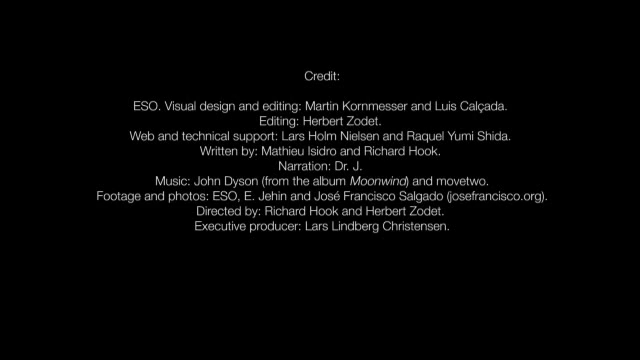 Credit:
ESO. Visual design and editing: Martin Kornmesser and Luis Calçada.
Editing: Herbert Zodet.
Web and technical support: Lars Holm Nielsen and Raquel Yumi Shida.
Written by: Mathieu Isidro and Richard Hook.
Narration: Dr. J.
Music: John Dyson (from the album Moonwind) and movetwo.
Footage and photos: ESO, E. Jehin and José Francisco Salgado (josefrancisco.org).
Directed by: Richard Hook and Herbert Zodet.
Executive producer: Lars Lindberg Christensen.